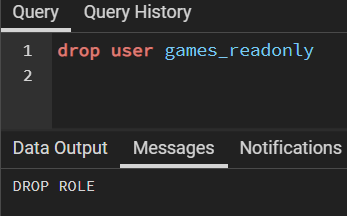 Query Query History
1 drop user games_readonly
2
Data Output Messages Notifications
DROP ROLE